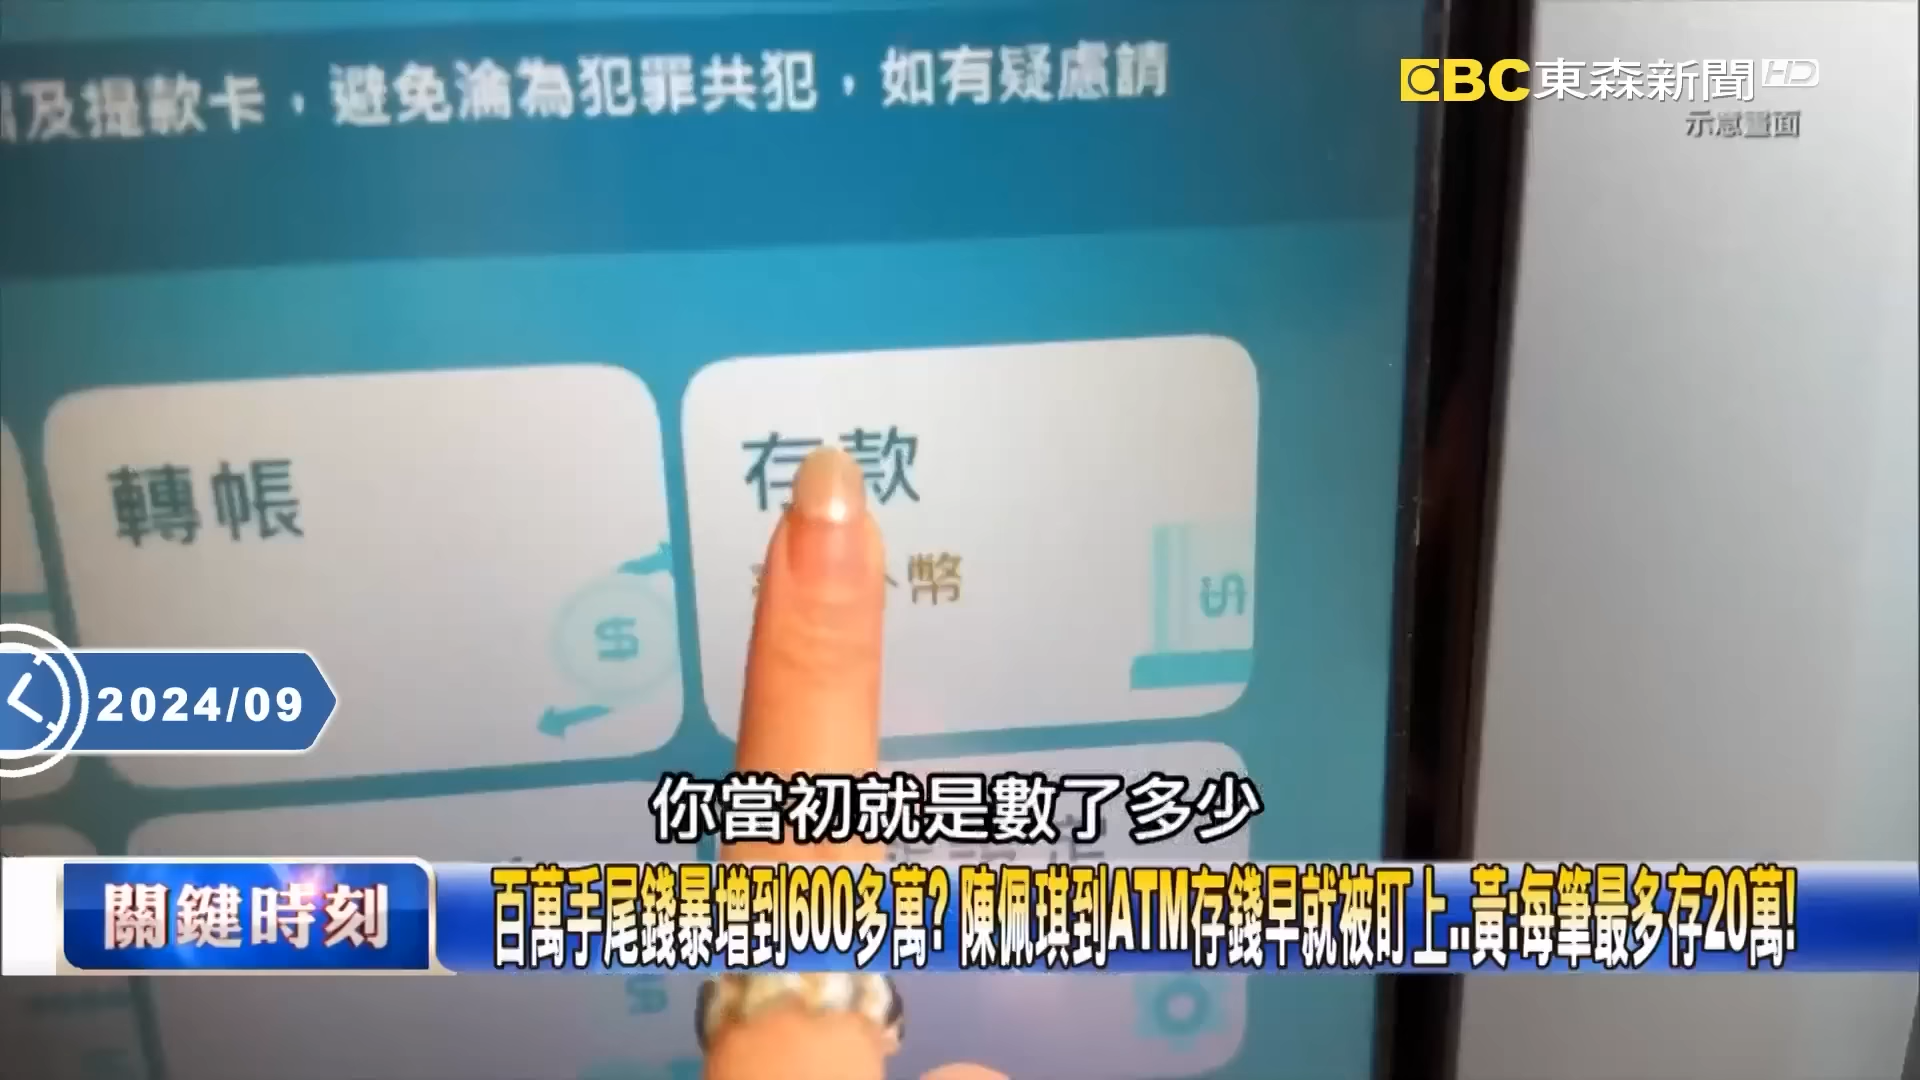 及提款卡，避免淪為犯罪共犯，如有疑慮請
EBC東森新聞HD
示意畫面
轉帳
存款
幣
2024/09
你當初就是數了多少
關鍵時刻
百萬手尾錢暴增到600多萬? 陳佩琪到ATM存錢早就被盯上..黃:每筆最多存20萬!